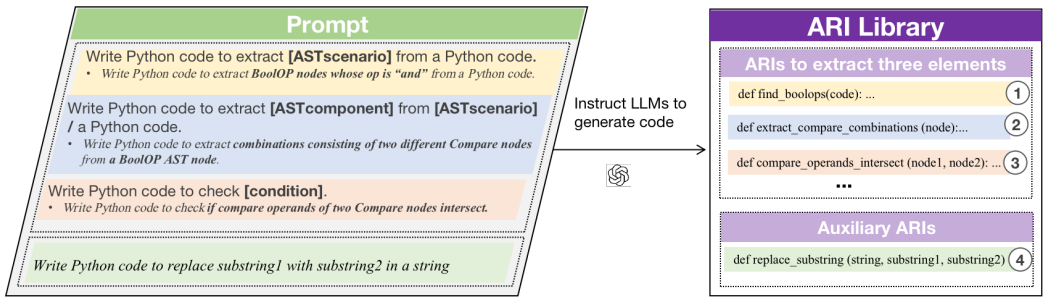 Prompt
Write Python code to extract [ASTscenario] from a Python code.
• Write Python code to extract BoolOP nodes whose op is “and” from a Python code.
Write Python code to extract [ASTcomponent] from [ASTscenario]
/ a Python code.
• Write Python code to extract combinations consisting of two different Compare nodes
from a BoolOP AST node.
Write Python code to check [condition].
• Write Python code to check if compare operands of two Compare nodes intersect.
Write Python code to replace substring1 with substring2 in a string
Instruct LLMs to
generate code
ARI Library
ARIs to extract three elements
def find_boolops(code): ... 1
def extract_compare_combinations (node):... 2
def compare_operands_intersect (node1, node2): ... 3
...
Auxiliary ARIs
def replace_substring (string, substring1, substring2) 4